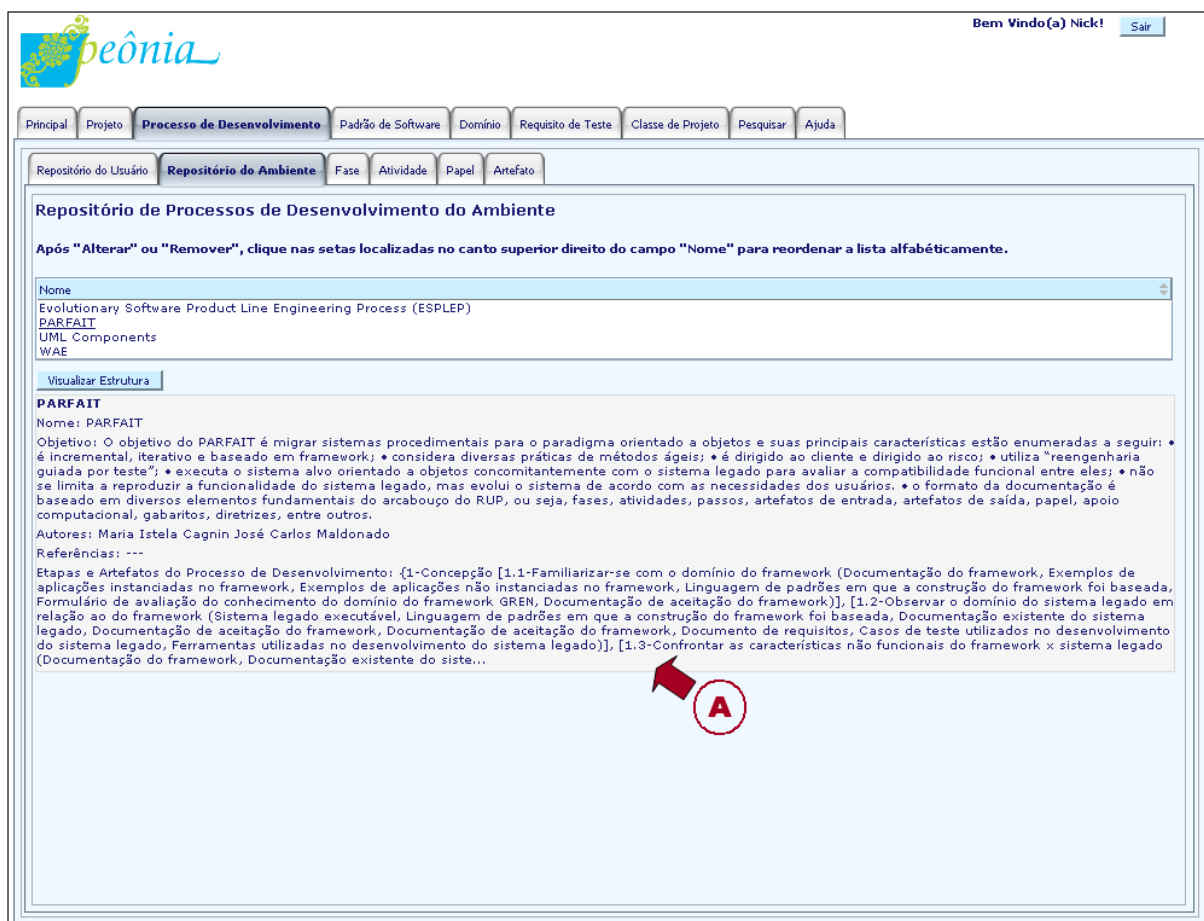 Bem Vindo(a) Nick!
Sair
peônia
Principal
Projeto
Processo de Desenvolvimento
Padrão de Software
Domínio
Requisito de Teste
Classe de Projeto
Pesquisar
Ajuda
Repositório do Usuário
Repositório do Ambiente
Fase
Atividade
Papel
Artefato
Repositório de Processos de Desenvolvimento do Ambiente
Após "Alterar" ou "Remover", clique nas setas localizadas no canto superior direito do campo "Nome" para reordenar a lista alfabéticamente.
Nome
Evolutionary Software Product Line Engineering Process (ESPLEP)
PARFAIT
UML Components
WAE
Visualizar Estrutura
PARFAIT
Nome: PARFAIT
Objetivo: O objetivo do PARFAIT é migrar sistemas procedimentais para o paradigma orientado a objetos e suas principais características estão enumeradas a seguir: •
é incremental, iterativo e baseado em framework; • considera diversas práticas de métodos ágeis; • é dirigido ao cliente e dirigido ao risco; • utiliza “reengenharia
guiada por teste”; • executa o sistema alvo orientado a objetos concomitantemente com o sistema legado para avaliar a compatibilidade funcional entre eles; • não
se limita a reproduzir a funcionalidade do sistema legado, mas evolui o sistema de acordo com as necessidades dos usuários. • o formato da documentação é
baseado em diversos elementos fundamentais do arcabouço do RUP, ou seja, fases, atividades, passos, artefatos de entrada, artefatos de saída, papel, apoio
computacional, gabaritos, diretrizes, entre outros.
Autores: Maria Istela Cagnin José Carlos Maldonado
Referências: ---
Etapas e Artefatos do Processo de Desenvolvimento: {1-Concepção [1.1-Familiarizar-se com o domínio do framework (Documentação do framework, Exemplos de
aplicações instanciadas no framework, Exemplos de aplicações não instanciadas no framework, Linguagem de padrões em que a construção do framework foi baseada,
Formulário de avaliação do conhecimento do domínio do framework GREN, Documentação de aceitação do framework)], [1.2-Observar o domínio do sistema legado em
relação ao do framework (Sistema legado executável, Linguagem de padrões em que a construção do framework foi baseada, Documentação existente do sistema
legado, Documentação de aceitação do framework, Documentação de aceitação do framework, Documento de requisitos, Casos de teste utilizados no desenvolvimento
do sistema legado, Ferramentas utilizadas no desenvolvimento do sistema legado)], [1.3-Confrontar as características não funcionais do framework x sistema legado
(Documentação do framework, Documentação existente do siste...
A